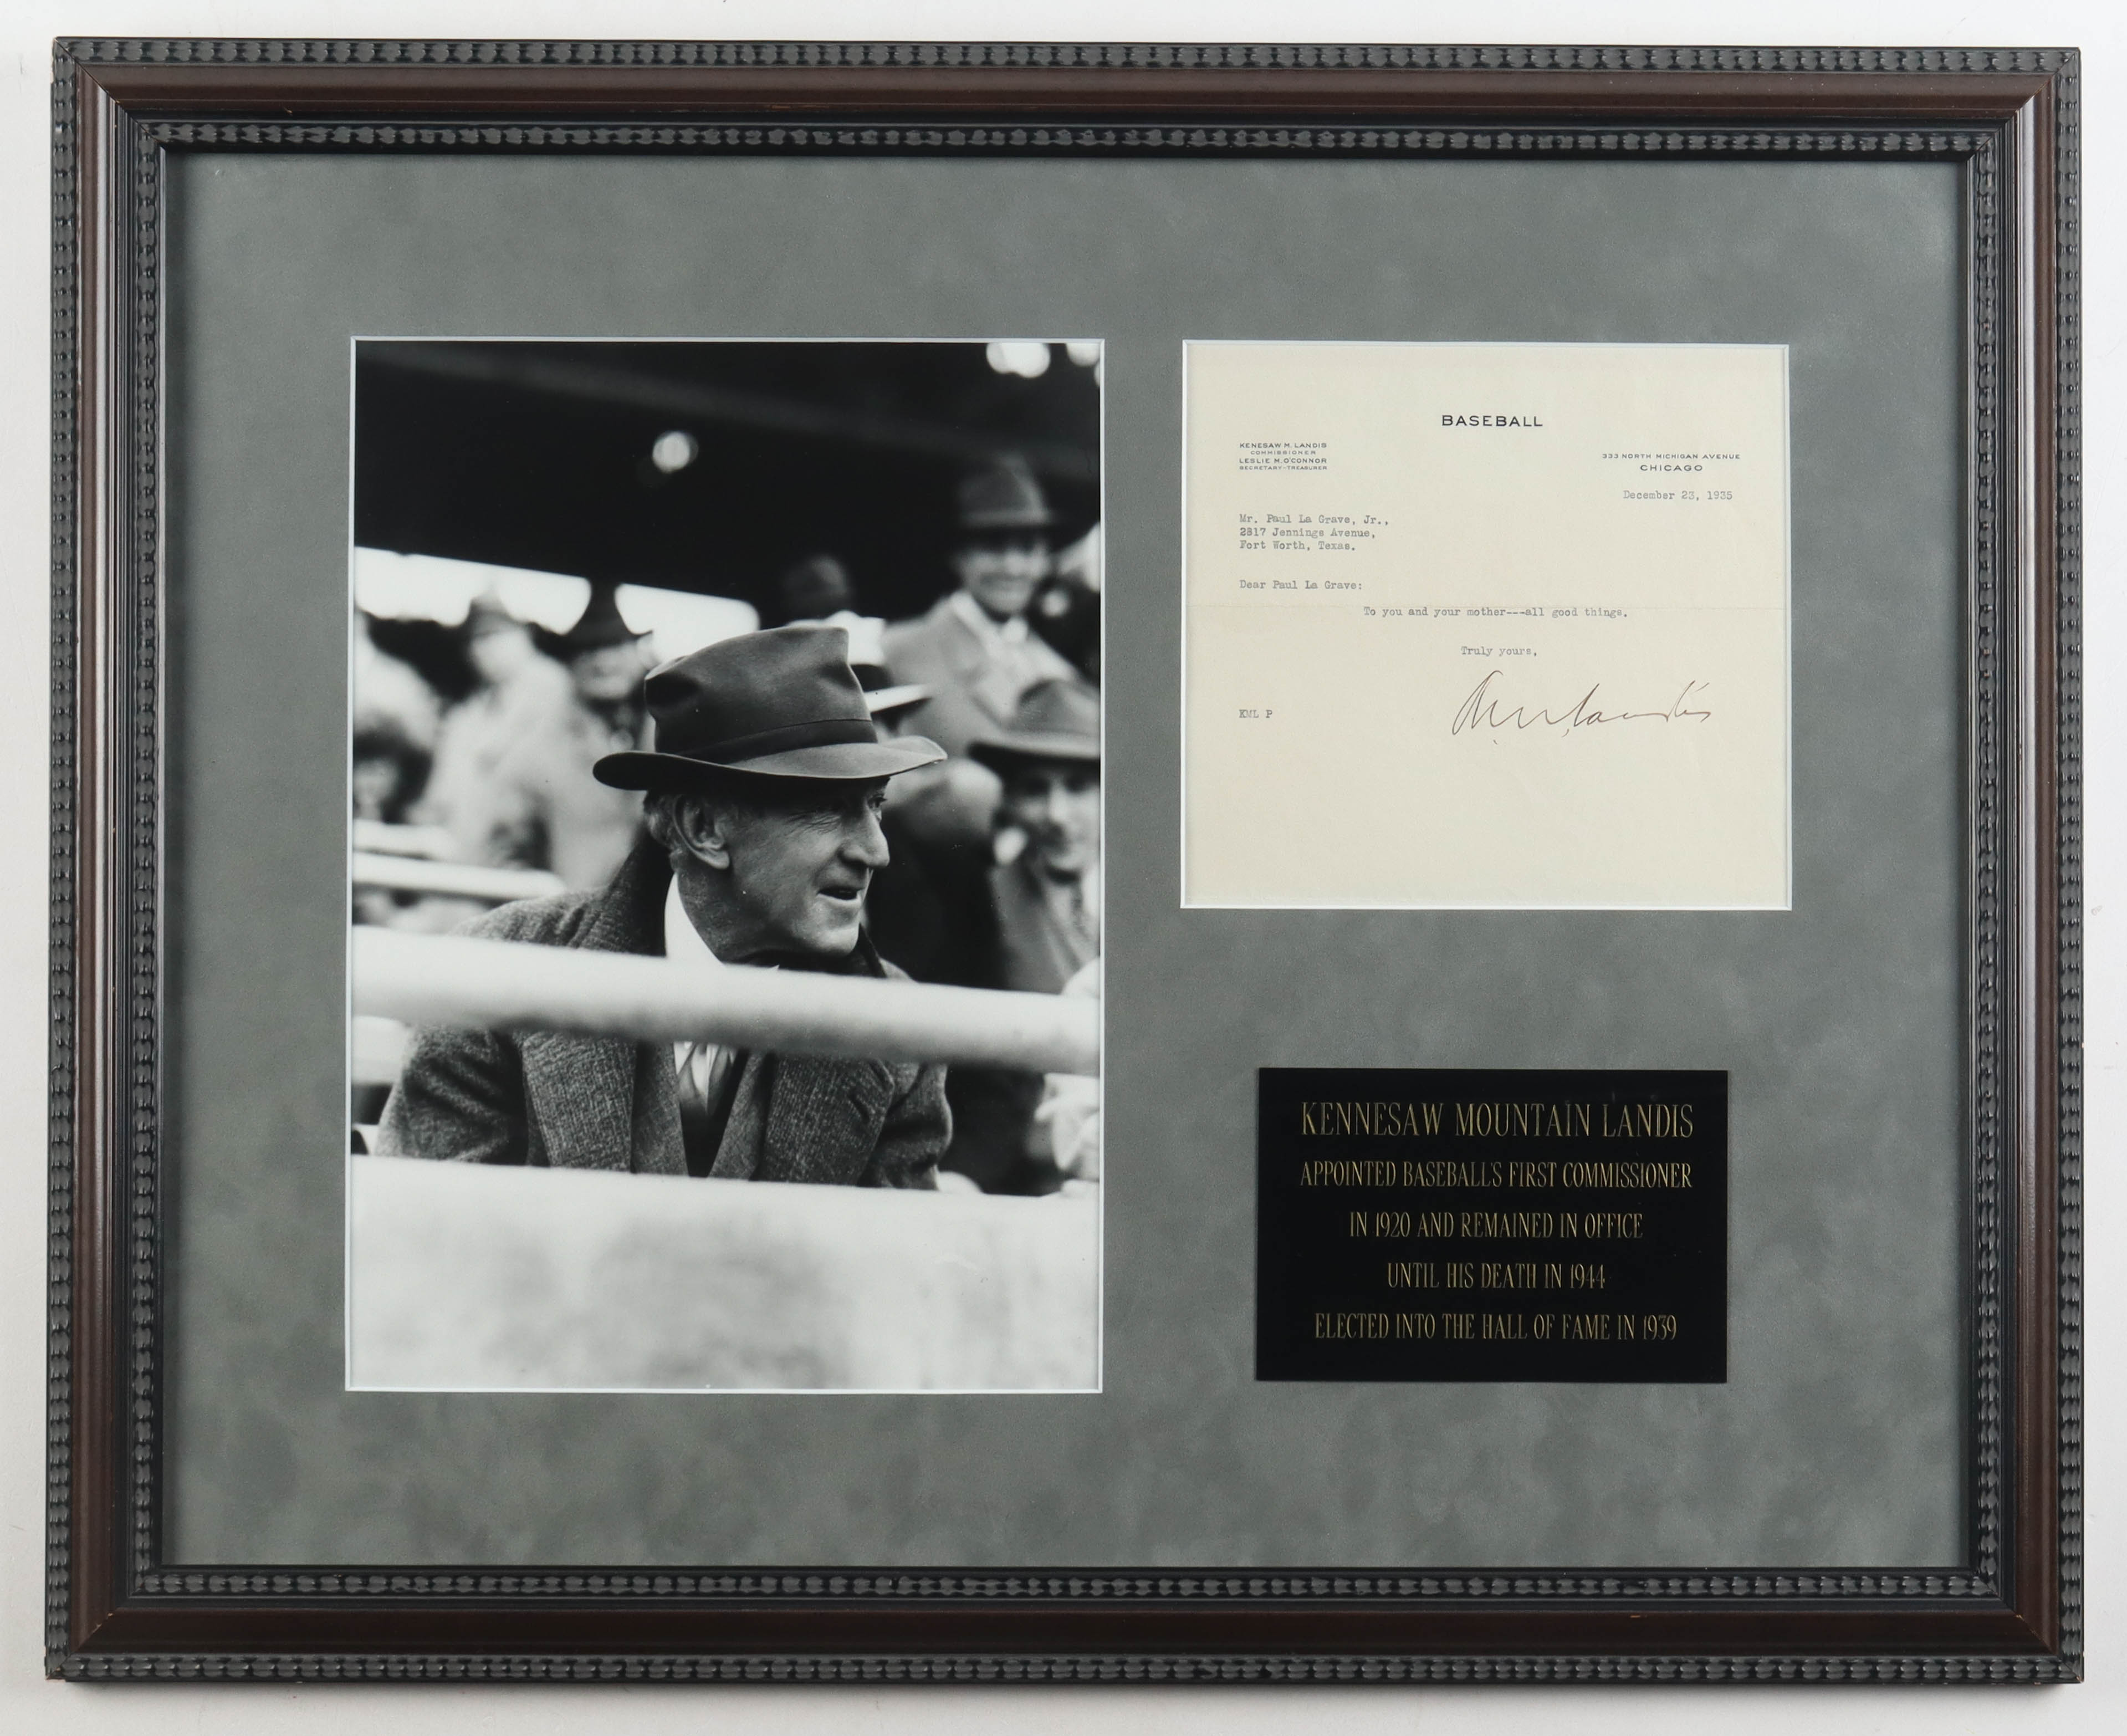 BASEBALL
KENESAW M. LANDIS
COMMISSIONER
LESLIE M. O'CONNOR
SECRETARY-TREASURER
333 NORTH MICHIGAN AVENUE
CHICAGO
December 23, 1935
Mr. Paul La Grave, Jr.,
2817 Jennings Avenue,
Fort Worth, Texas.
Dear Paul La Grave:
To you and your mother---all good things.
Truly yours,
KML P
KENNESAW MOUNTAIN LANDIS
APPOINTED BASEBALL'S FIRST COMMISSIONER
IN 1920 AND REMAINED IN OFFICE
UNTIL HIS DEATH IN 1944
ELECTED INTO THE HALL OF FAME IN 1939